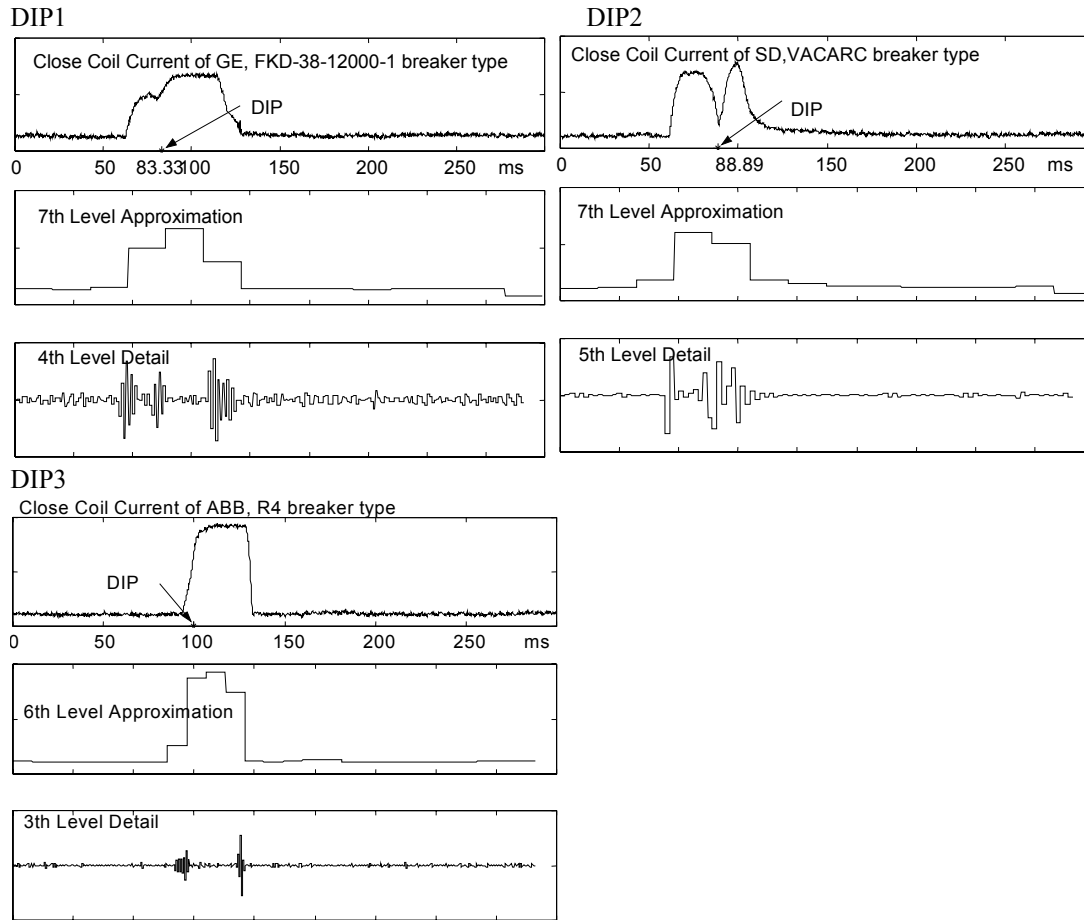 DIP1
Close Coil Current of GE, FKD-38-12000-1 breaker type
DIP
0 50 83.33 100 150 200 250 ms
7th Level Approximation
4th Level Detail
DIP2
Close Coil Current of SD,VACARC breaker type
DIP
0 50 88.89 150 200 250 ms
7th Level Approximation
5th Level Detail
DIP3
Close Coil Current of ABB, R4 breaker type
DIP
0 50 100 150 200 250 ms
6th Level Approximation
3th Level Detail